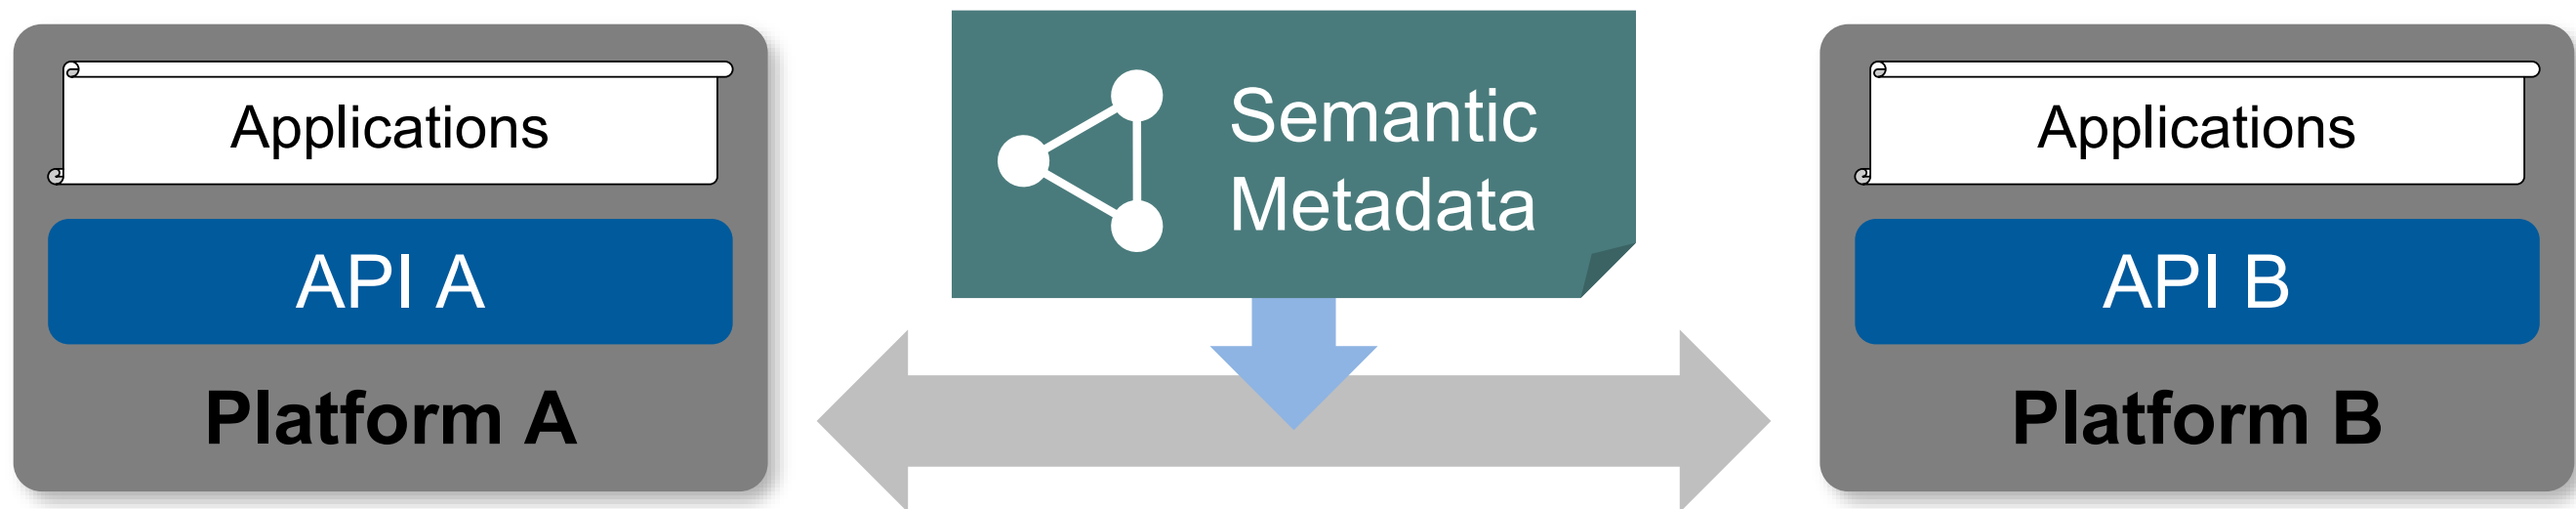 Applications
API A
Platform A
Semantic
Metadata
Applications
API B
Platform B